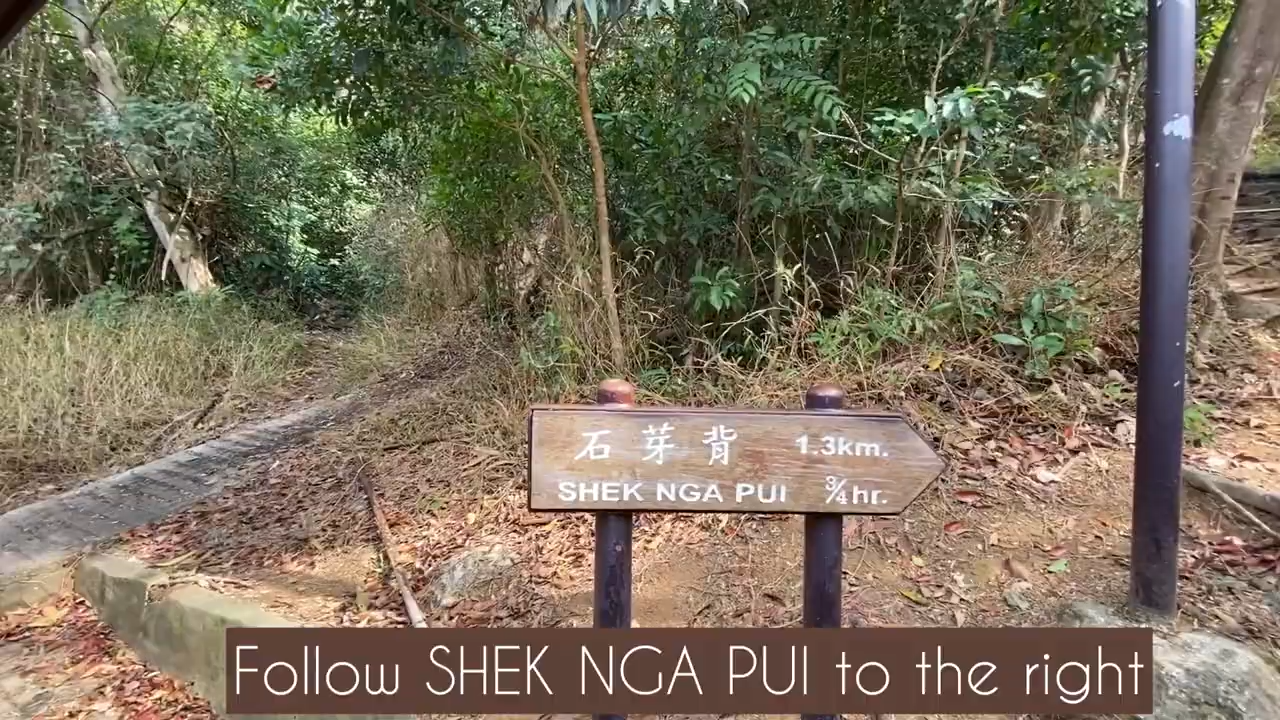 石芽背 1.3km.
SHEK NGA PUI ¾hr.
Follow SHEK NGA PUI to the right